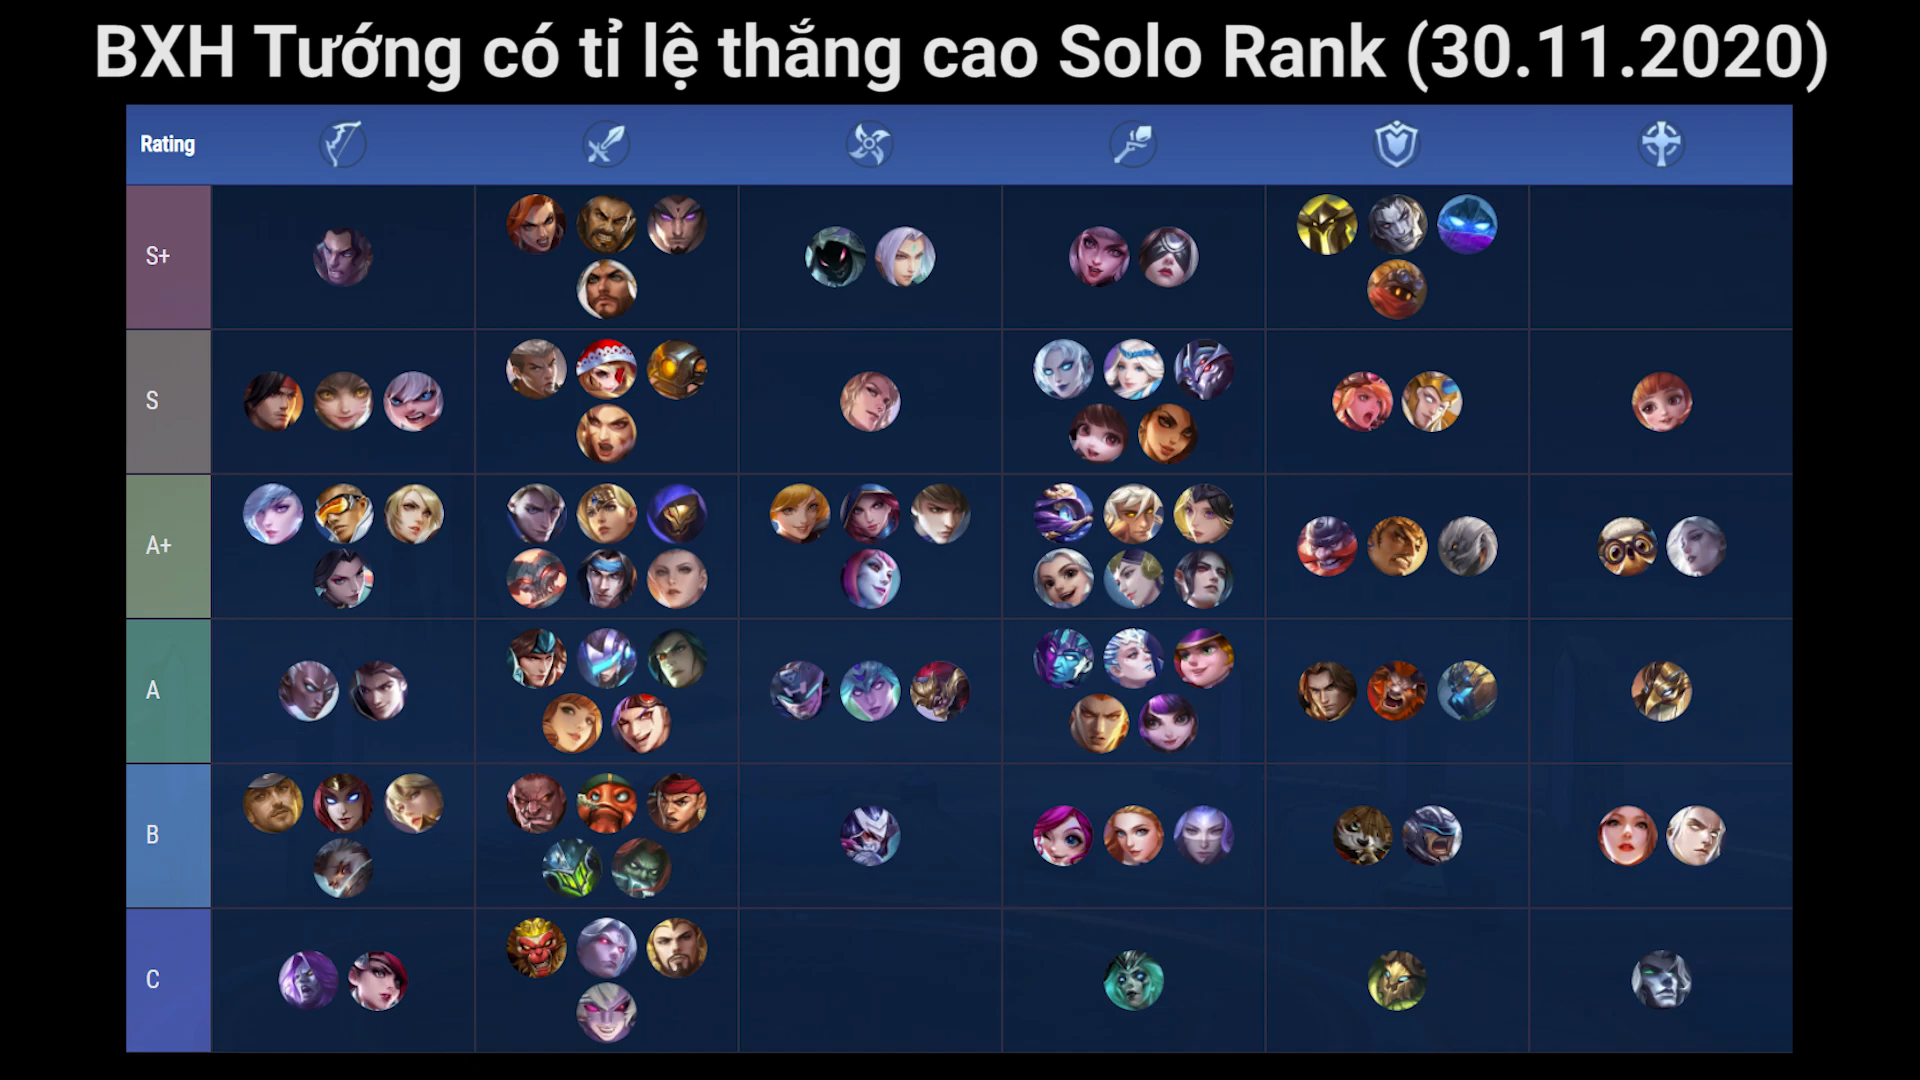 BXH Tướng có tỉ lệ thắng cao Solo Rank (30.11.2020)
Rating
S+
S
A+
A
B
C